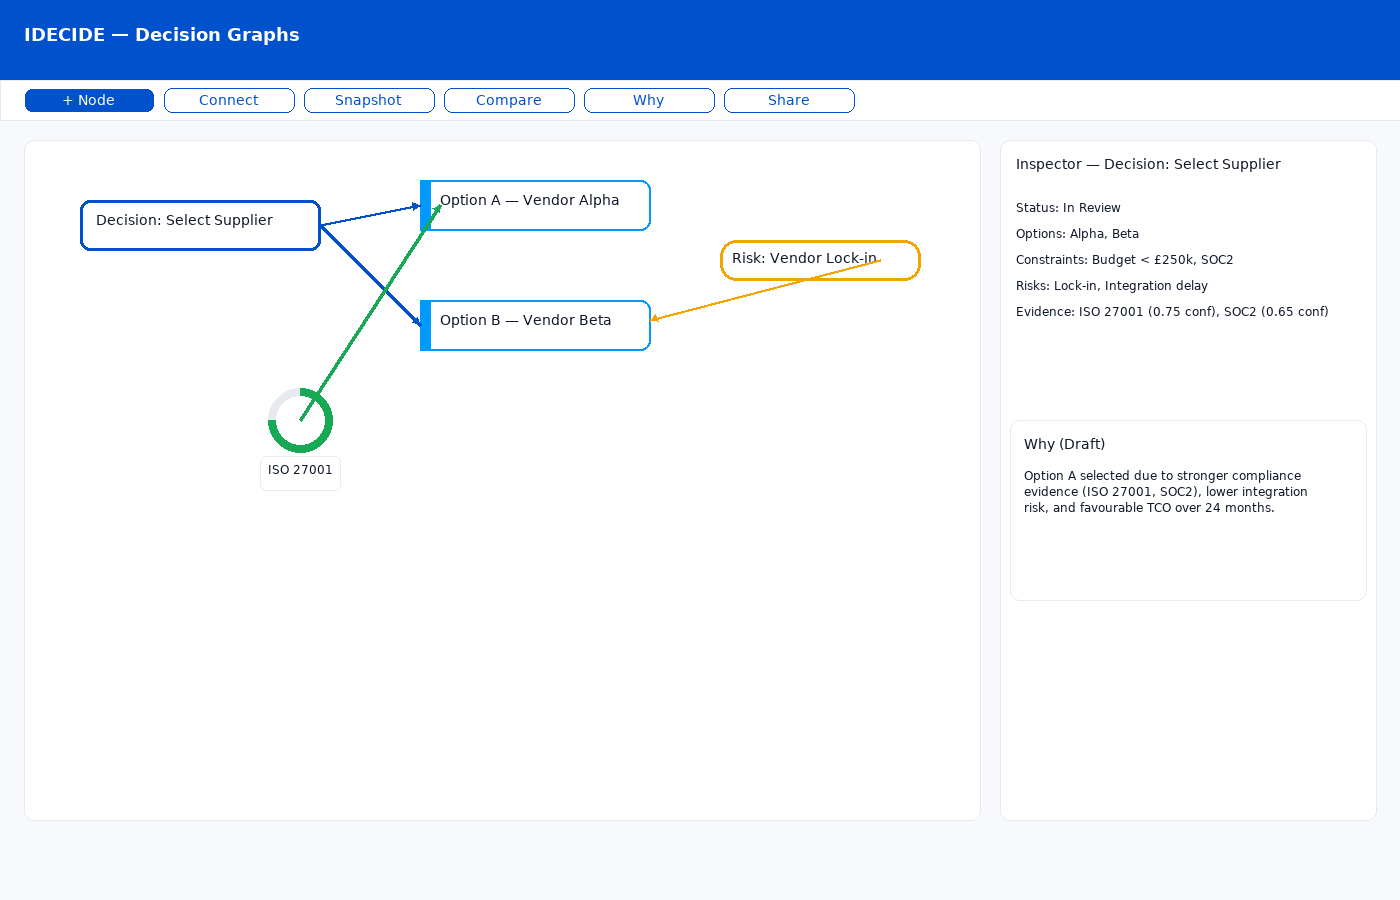 IDECIDE — Decision Graphs
+ Node
Connect
Snapshot
Compare
Why
Share
Decision: Select Supplier
Option A — Vendor Alpha
Risk: Vendor Lock-in
Option B — Vendor Beta
ISO 27001
Inspector — Decision: Select Supplier
Status: In Review
Options: Alpha, Beta
Constraints: Budget < £250k, SOC2
Risks: Lock-in, Integration delay
Evidence: ISO 27001 (0.75 conf), SOC2 (0.65 conf)
Why (Draft)
Option A selected due to stronger compliance
evidence (ISO 27001, SOC2), lower integration
risk, and favourable TCO over 24 months.